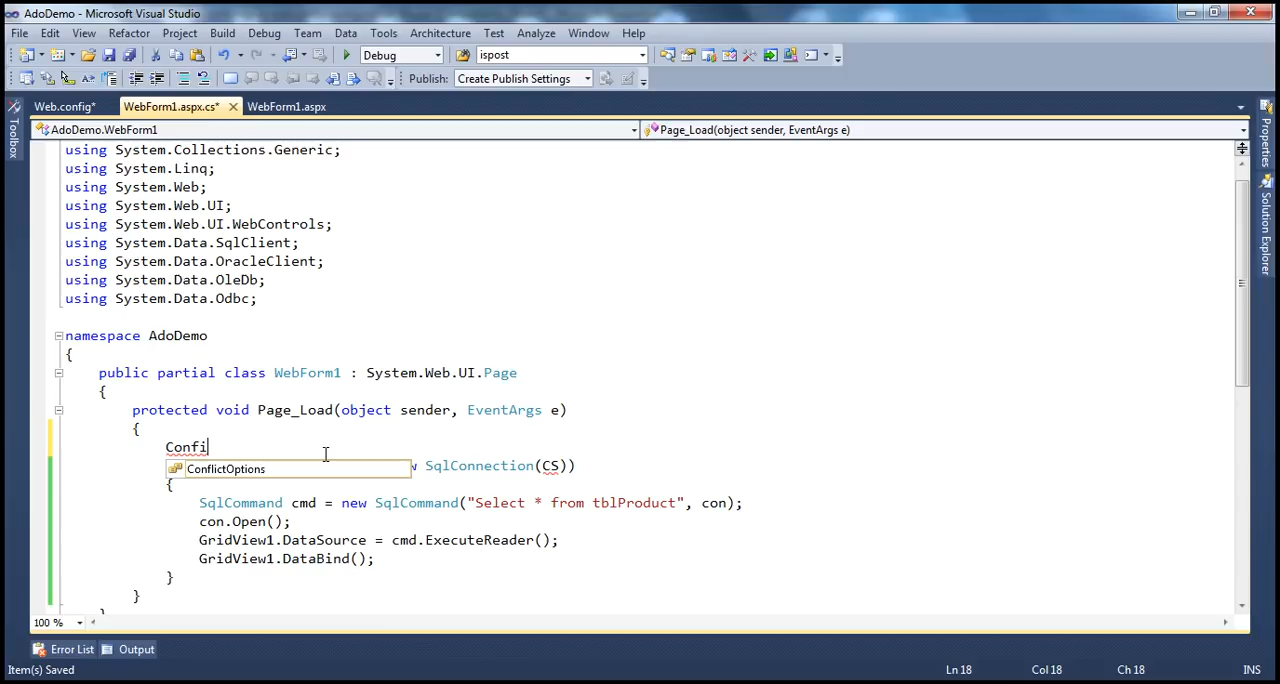 AdoDemo - Microsoft Visual Studio
File Edit View Refactor Project Build Debug Team Data Tools Architecture Test Analyze Window Help
Debug ispost
Publish: Create Publish Settings
Web.config* WebForm1.aspx.cs* WebForm1.aspx
AdoDemo.WebForm1 Page_Load(object sender, EventArgs e)
Toolbox
Properties
Solution Explorer
using System.Collections.Generic;
using System.Linq;
using System.Web;
using System.Web.UI;
using System.Web.UI.WebControls;
using System.Data.SqlClient;
using System.Data.OracleClient;
using System.Data.OleDb;
using System.Data.Odbc;
namespace AdoDemo
{
public partial class WebForm1 : System.Web.UI.Page
{
protected void Page_Load(object sender, EventArgs e)
{
Confi
ConflictOptions SqlConnection(CS))
{
SqlCommand cmd = new SqlCommand("Select * from tblProduct", con);
con.Open();
GridView1.DataSource = cmd.ExecuteReader();
GridView1.DataBind();
}
}
100 %
Error List Output
Item(s) Saved Ln 18 Col 18 Ch 18 INS